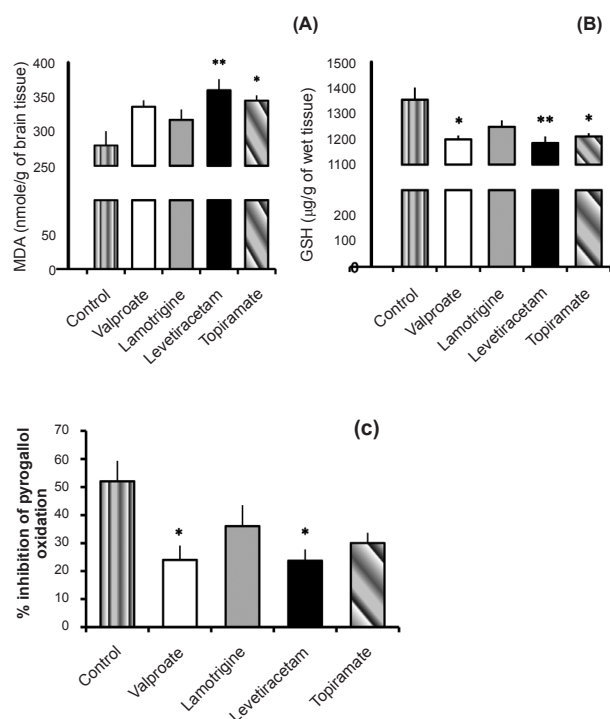 (A)
MDA (nmole/g of brain tissue)
400
350
300
250
50
0
**
*
Control
Valproate
Lamotrigine
Levetiracetam
Topiramate
(B)
GSH (µg/g of wet tissue)
1500
1400
1300
1200
1100
200
100
0
*
**
*
Control
Valproate
Lamotrigine
Levetiracetam
Topiramate
(c)
% inhibition of pyrogallol
oxidation
70
60
50
40
30
20
10
0
*
*
Control
Valproate
Lamotrigine
Levetiracetam
Topiramate